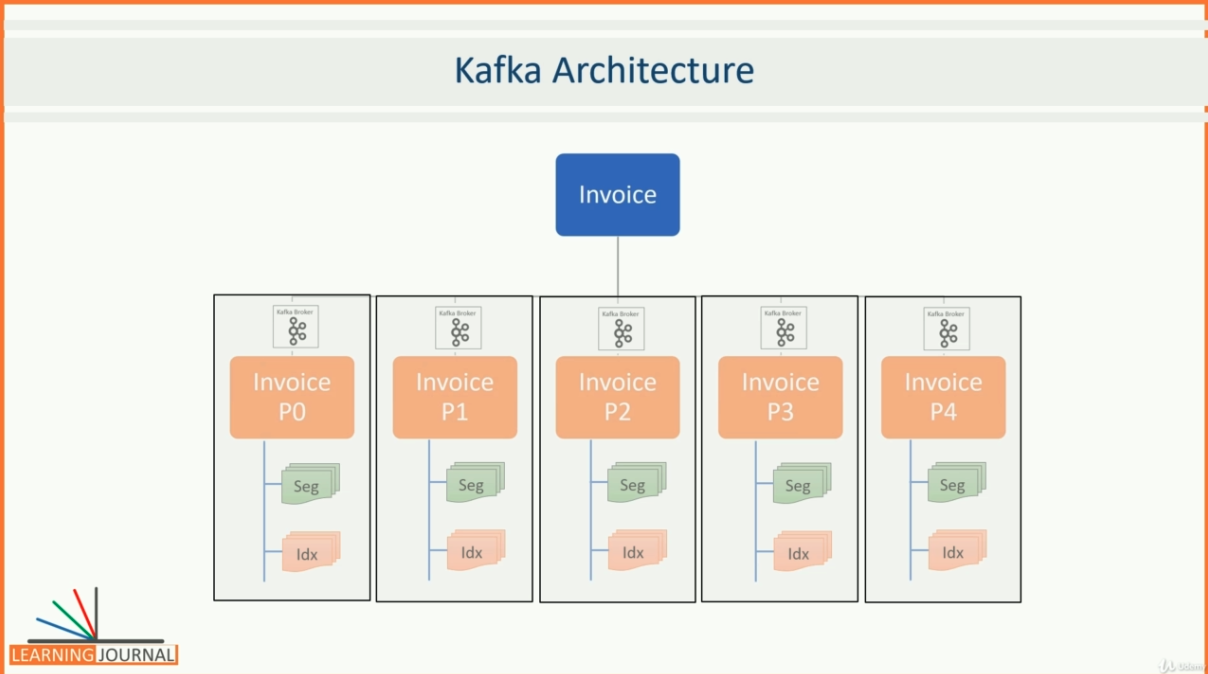 Kafka Architecture
Invoice
Kafka Broker
Kafka Broker
Kafka Broker
Kafka Broker
Kafka Broker
Invoice
P0
Invoice
P1
Invoice
P2
Invoice
P3
Invoice
P4
Seg
Seg
Seg
Seg
Seg
Idx
Idx
Idx
Idx
Idx
LEARNING JOURNAL
Udemy